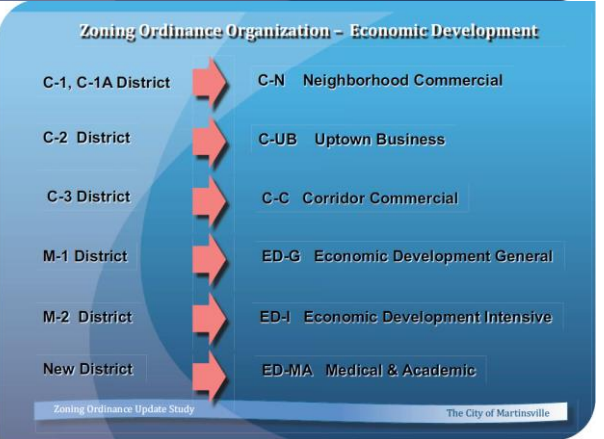 Zoning Ordinance Organization – Economic Development
C-1, C-1A District C-N Neighborhood Commercial
C-2 District C-UB Uptown Business
C-3 District C-C Corridor Commercial
M-1 District ED-G Economic Development General
M-2 District ED-I Economic Development Intensive
New District ED-MA Medical & Academic
Zoning Ordinance Update Study The City of Martinsville